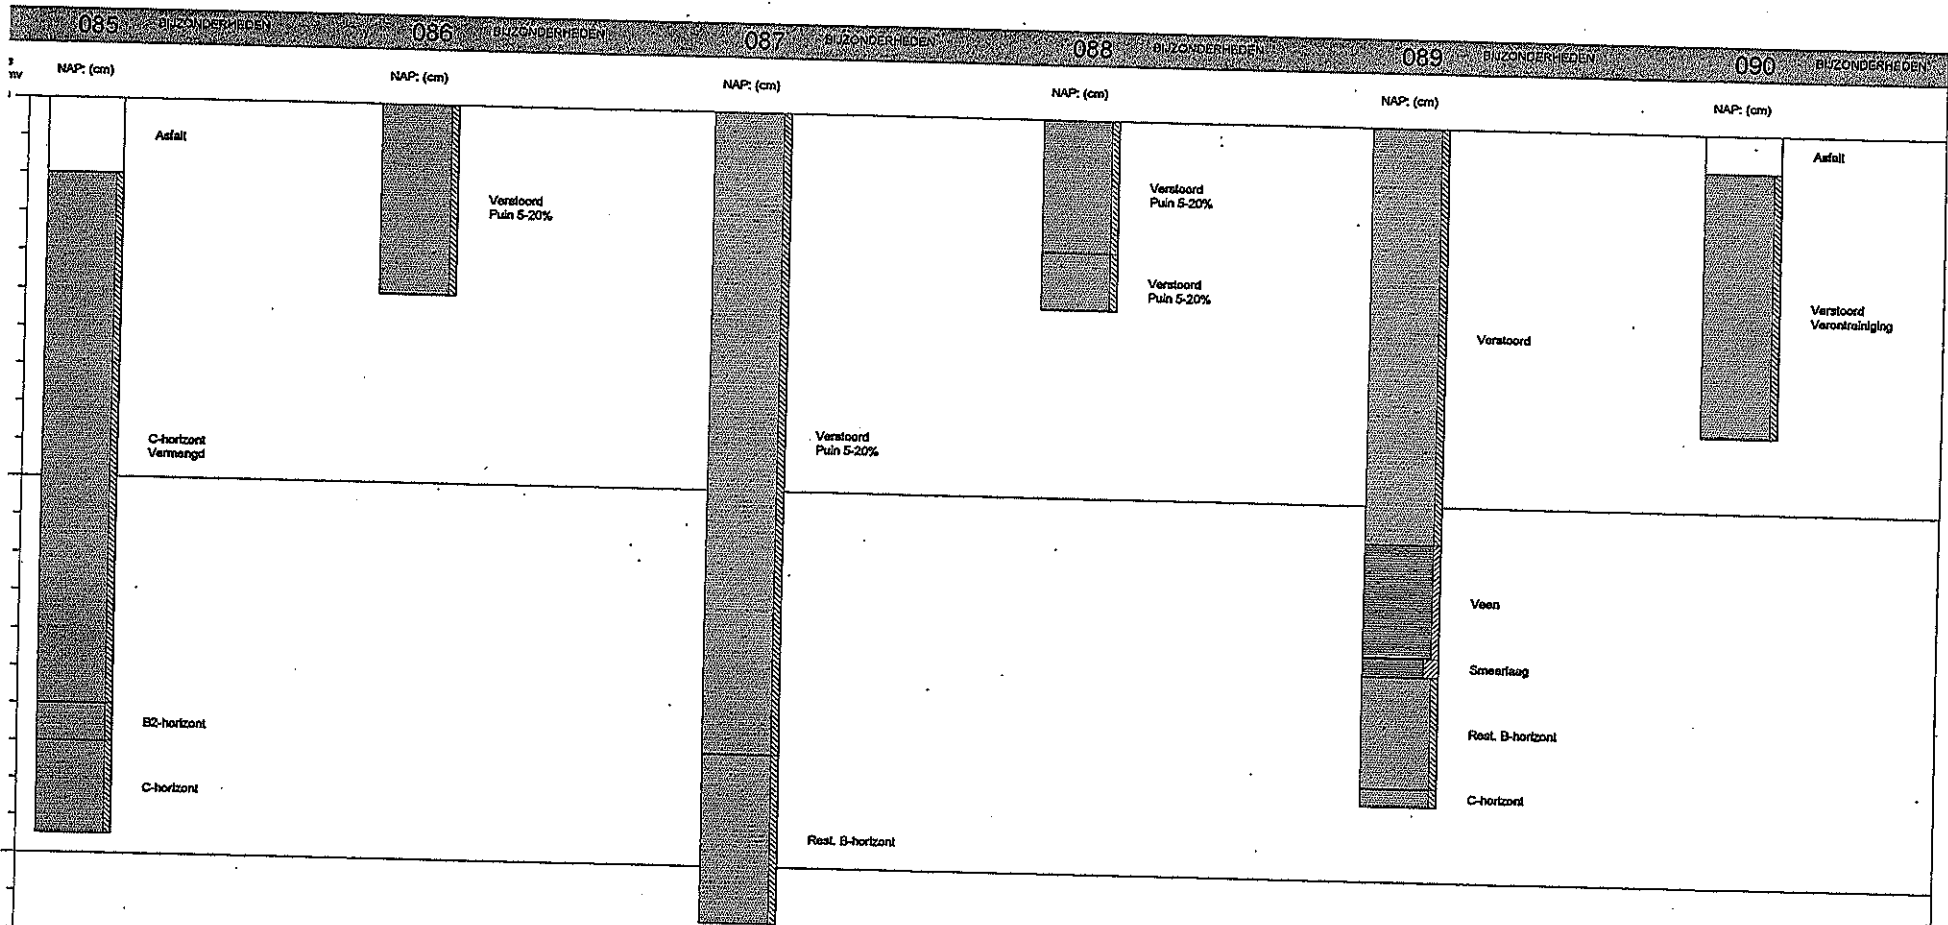 085 BIJZONDERHEDEN 086 BIJZONDERHEDEN 087 BIJZONDERHEDEN 088 BIJZONDERHEDEN 089 BIJZONDERHEDEN 090 BIJZONDERHEDEN
NAP: (cm) NAP: (cm) NAP: (cm) NAP: (cm) NAP: (cm) NAP: (cm)
Asfalt
C-horizont
Vermengd
B2-horizont
C-horizont
Verstoord
Puin 5-20%
Verstoord
Puin 5-20%
Rest. B-horizont
Verstoord
Puin 5-20%
Verstoord
Puin 5-20%
Verstoord
Veen
Smeerlaag
Rest. B-horizont
C-horizont
Asfalt
Verstoord
Verontreiniging